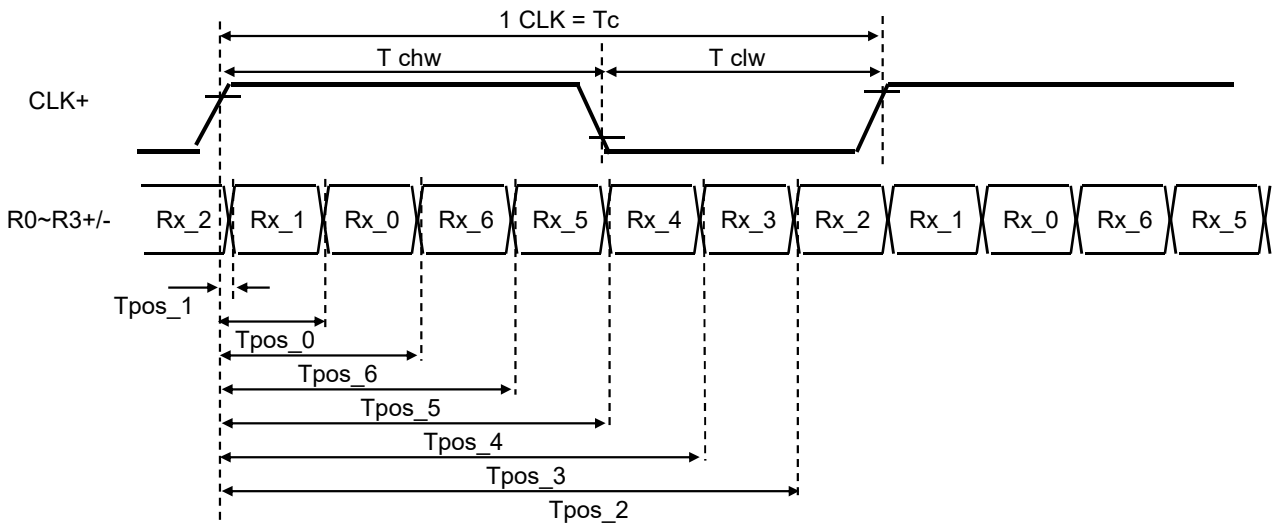 1 CLK = Tc
T chw T clw
CLK+
R0~R3+/- Rx_2 Rx_1 Rx_0 Rx_6 Rx_5 Rx_4 Rx_3 Rx_2 Rx_1 Rx_0 Rx_6 Rx_5
Tpos_1
Tpos_0
Tpos_6
Tpos_5
Tpos_4
Tpos_3
Tpos_2